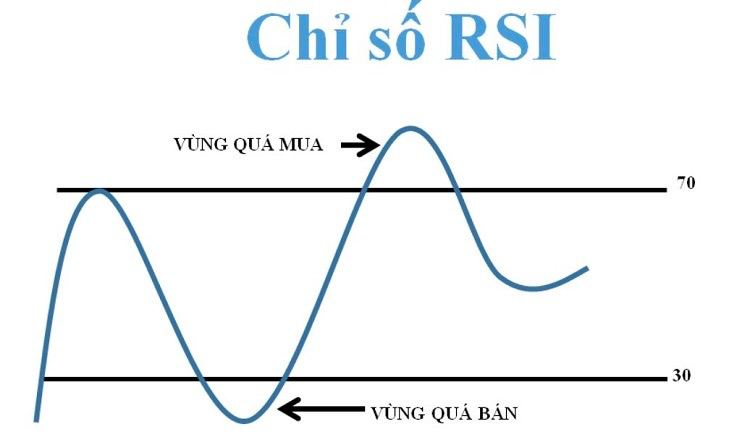 Chỉ số RSI
VÙNG QUÁ MUA
70
30
VÙNG QUÁ BÁN